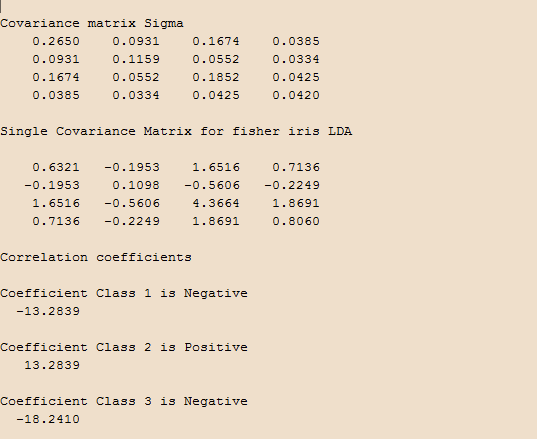 Covariance matrix Sigma
0.2650 0.0931 0.1674 0.0385
0.0931 0.1159 0.0552 0.0334
0.1674 0.0552 0.1852 0.0425
0.0385 0.0334 0.0425 0.0420
Single Covariance Matrix for fisher iris LDA
0.6321 -0.1953 1.6516 0.7136
-0.1953 0.1098 -0.5606 -0.2249
1.6516 -0.5606 4.3664 1.8691
0.7136 -0.2249 1.8691 0.8060
Correlation coefficients
Coefficient Class 1 is Negative
-13.2839
Coefficient Class 2 is Positive
13.2839
Coefficient Class 3 is Negative
-18.2410